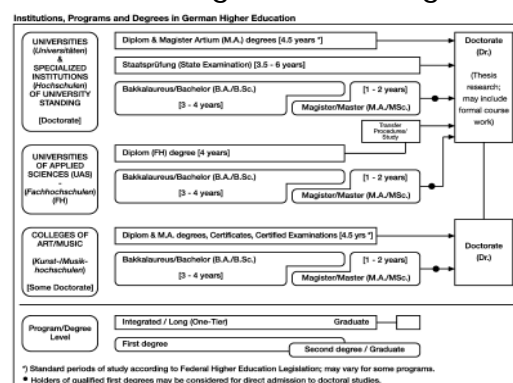 Institutions, Programs and Degrees in German Higher Education
UNIVERSITIES
(Universitäten)
&
SPECIALIZED
INSTITUTIONS
(Hochschulen)
OF UNIVERSITY
STANDING
[Doctorate]
Diplom & Magister Artium (M.A.) degrees [4.5 years *]
Staatsprüfung (State Examination) [3.5 - 6 years]
Bakkalaureus/Bachelor (B.A./B.Sc.)
[3 - 4 years]
[1 - 2 years]
Magister/Master (M.A./MSc.)
Doctorate
(Dr.)
(Thesis
research;
may include
formal course
work)
Transfer
Procedures/
Study
UNIVERSITIES
OF APPLIED
SCIENCES (UAS)
-
(Fachhochschulen)
(FH)
Diplom (FH) degree [4 years]
Bakkalaureus/Bachelor (B.A./B.Sc.)
[3 - 4 years]
[1 - 2 years]
Magister/Master (M.A./MSc.)
COLLEGES OF
ART/MUSIC
(Kunst-/Musik-
hochschulen)
[Some Doctorate]
Diplom & M.A. degrees, Certificates, Certified Examinations [4.5 yrs *]
Bakkalaureus/Bachelor (B.A./B.Sc.)
[3 - 4 years]
[1 - 2 years]
Magister/Master (M.A./MSc.)
Doctorate
(Dr.)
Program/Degree
Level
Integrated / Long (One-Tier) Graduate
First degree
Second degree / Graduate
*) Standard periods of study according to Federal Higher Education Legislation; may vary for some programs.
● Holders of qualified first degrees may be considered for direct admission to doctoral studies.